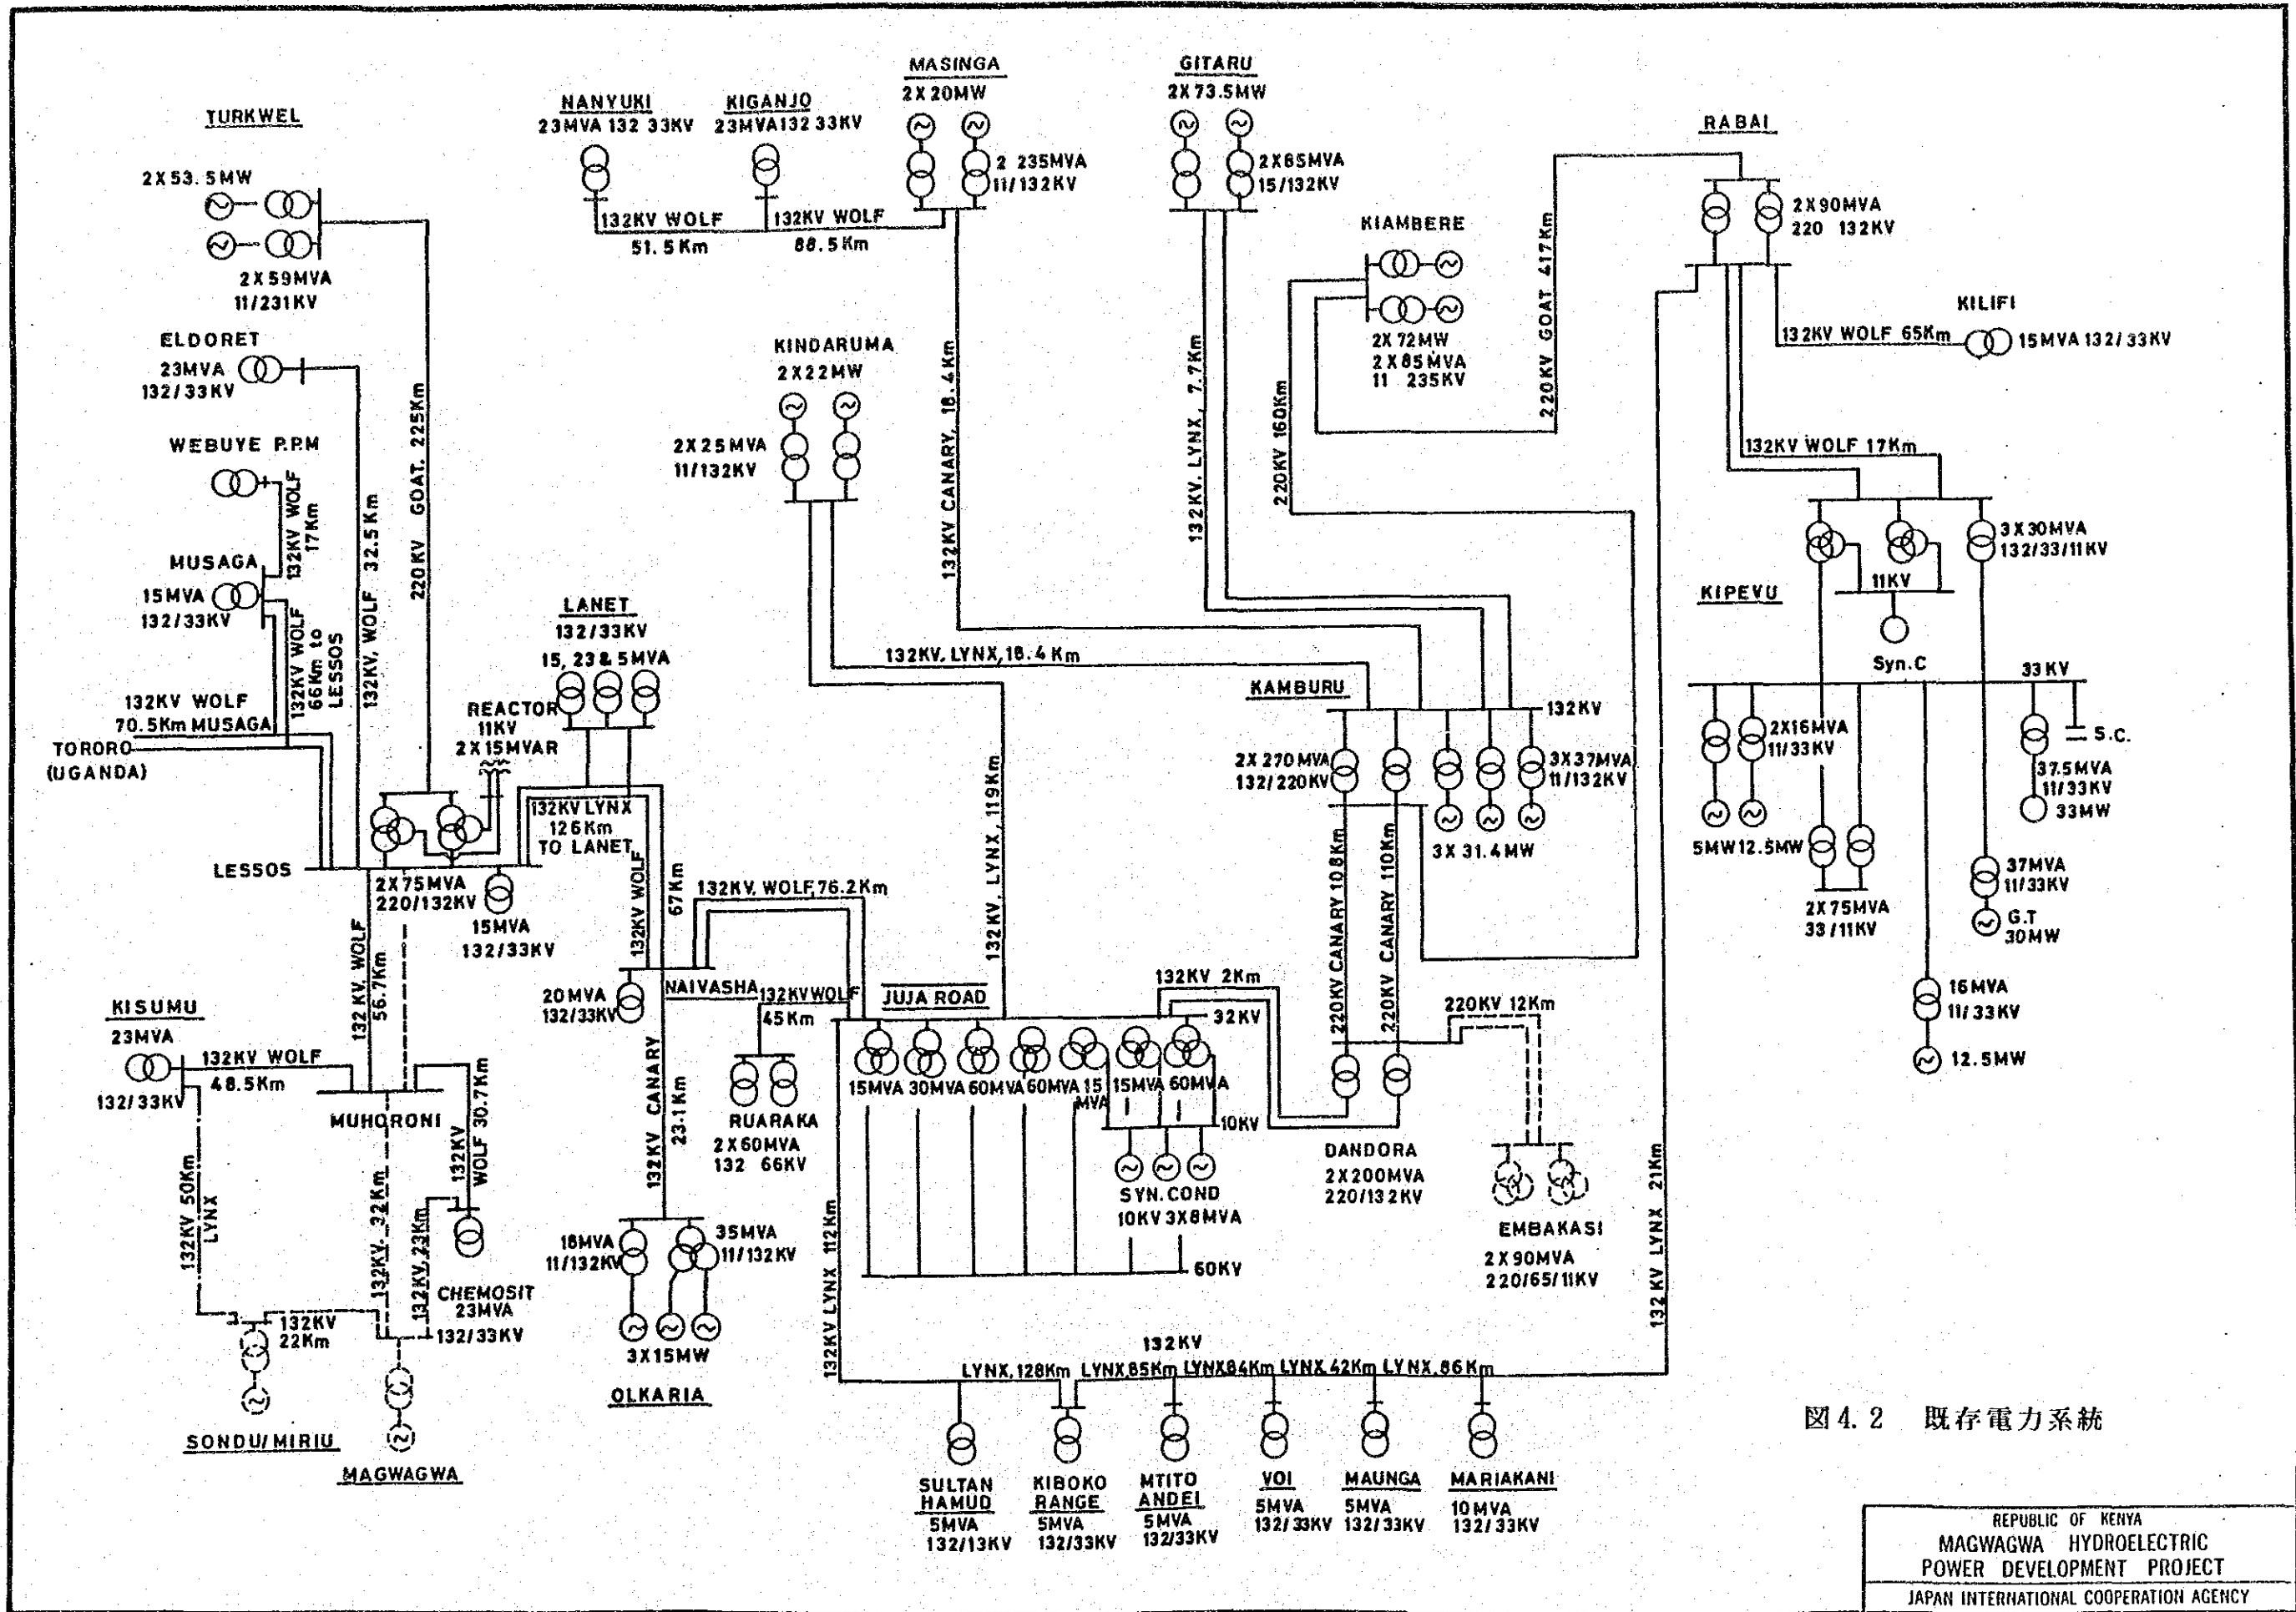 TURKWEL
2X53.5MW
2X59MVA
11/231KV
ELDORET
23MVA
132/33KV
WEBUYE P.P.M
MUSAGA
15MVA
132/33KV
132KV WOLF
17Km
132KV WOLF
66Km to
LESSOS
132KV, WOLF 32.5Km
220KV GOAT. 225Km
132KV WOLF
70.5Km MUSAGA
TORORO
(UGANDA)
LESSOS
NANYUKI
23MVA 132 33KV
KIGANJO
23MVA132 33KV
132KV WOLF
51.5Km
132KV WOLF
88.5Km
MASINGA
2X20MW
2 235MVA
11/132KV
GITARU
2X73.5MW
2X85MVA
15/132KV
KIAMBERE
2X72MW
2X85MVA
11 235KV
220KV 160Km
220KV GOAT 417Km
RABAI
2X90MVA
220 132KV
KILIFI
132KV WOLF 65Km
15MVA 132/33KV
132KV WOLF 17Km
KINDARUMA
2X22MW
2X25MVA
11/132KV
132KV CANARY, 18.4Km
132KV. LYNX, 7.7Km
132KV. LYNX, 18.4Km
132KV, LYNX, 119Km
LANET
132/33KV
15, 23 & 5MVA
REACTOR
11KV
2X15MVAR
132KV LYNX
126Km
TO LANET
132KV WOLF
67Km
2X75MVA
220/132KV
15MVA
132/33KV
132KV, WOLF, 76.2Km
132KV, WOLF
56.7Km
20MVA
132/33KV
NAIVASHA
132KV WOLF
45Km
RUARAKA
2X60MVA
132 66KV
KISUMU
23MVA
132/33KV
132KV WOLF
48.5Km
MUHORONI
132KV
WOLF 30.7Km
132KV 50Km
LYNX
132KV. 32Km
132KV, 23Km
CHEMOSIT
23MVA
132/33KV
132KV
22Km
SONDU/MIRIU
MAGWAGWA
132KV CANARY
23.1Km
18MVA
11/132KV
35MVA
11/132KV
3X15MW
OLKARIA
JUJA ROAD
132KV 2Km
32KV
15MVA 30MVA 60MVA 60MVA 15
MVA
15MVA 60MVA
10KV
SYN.COND
10KV 3X8MVA
60KV
132KV LYNX 112Km
KAMBURU
132KV
2X270MVA
132/220KV
3X37MVA
11/132KV
3X 31.4MW
220KV CANARY 108Km
220KV CANARY 110Km
220KV 12Km
DANDORA
2X200MVA
220/132KV
EMBAKASI
2X90MVA
220/65/11KV
132KV LYNX 21Km
132KV
LYNX, 128Km LYNX, 85Km LYNX, 84Km LYNX, 42Km LYNX, 86Km
SULTAN
HAMUD
5MVA
132/13KV
KIBOKO
RANGE
5MVA
132/33KV
MTITO
ANDEI
5MVA
132/33KV
VOI
5MVA
132/33KV
MAUNGA
5MVA
132/33KV
MARIAKANI
10MVA
132/33KV
KIPEVU
3X30MVA
132/33/11KV
11KV
Syn.C
33KV
2X16MVA
11/33KV
5MW 12.5MW
2X75MVA
33/11KV
S.C.
37.5MVA
11/33KV
33MW
37MVA
11/33KV
G.T
30MW
16MVA
11/33KV
12.5MW
図4.2 既存電力系統
REPUBLIC OF KENYA
MAGWAGWA HYDROELECTRIC
POWER DEVELOPMENT PROJECT
JAPAN INTERNATIONAL COOPERATION AGENCY